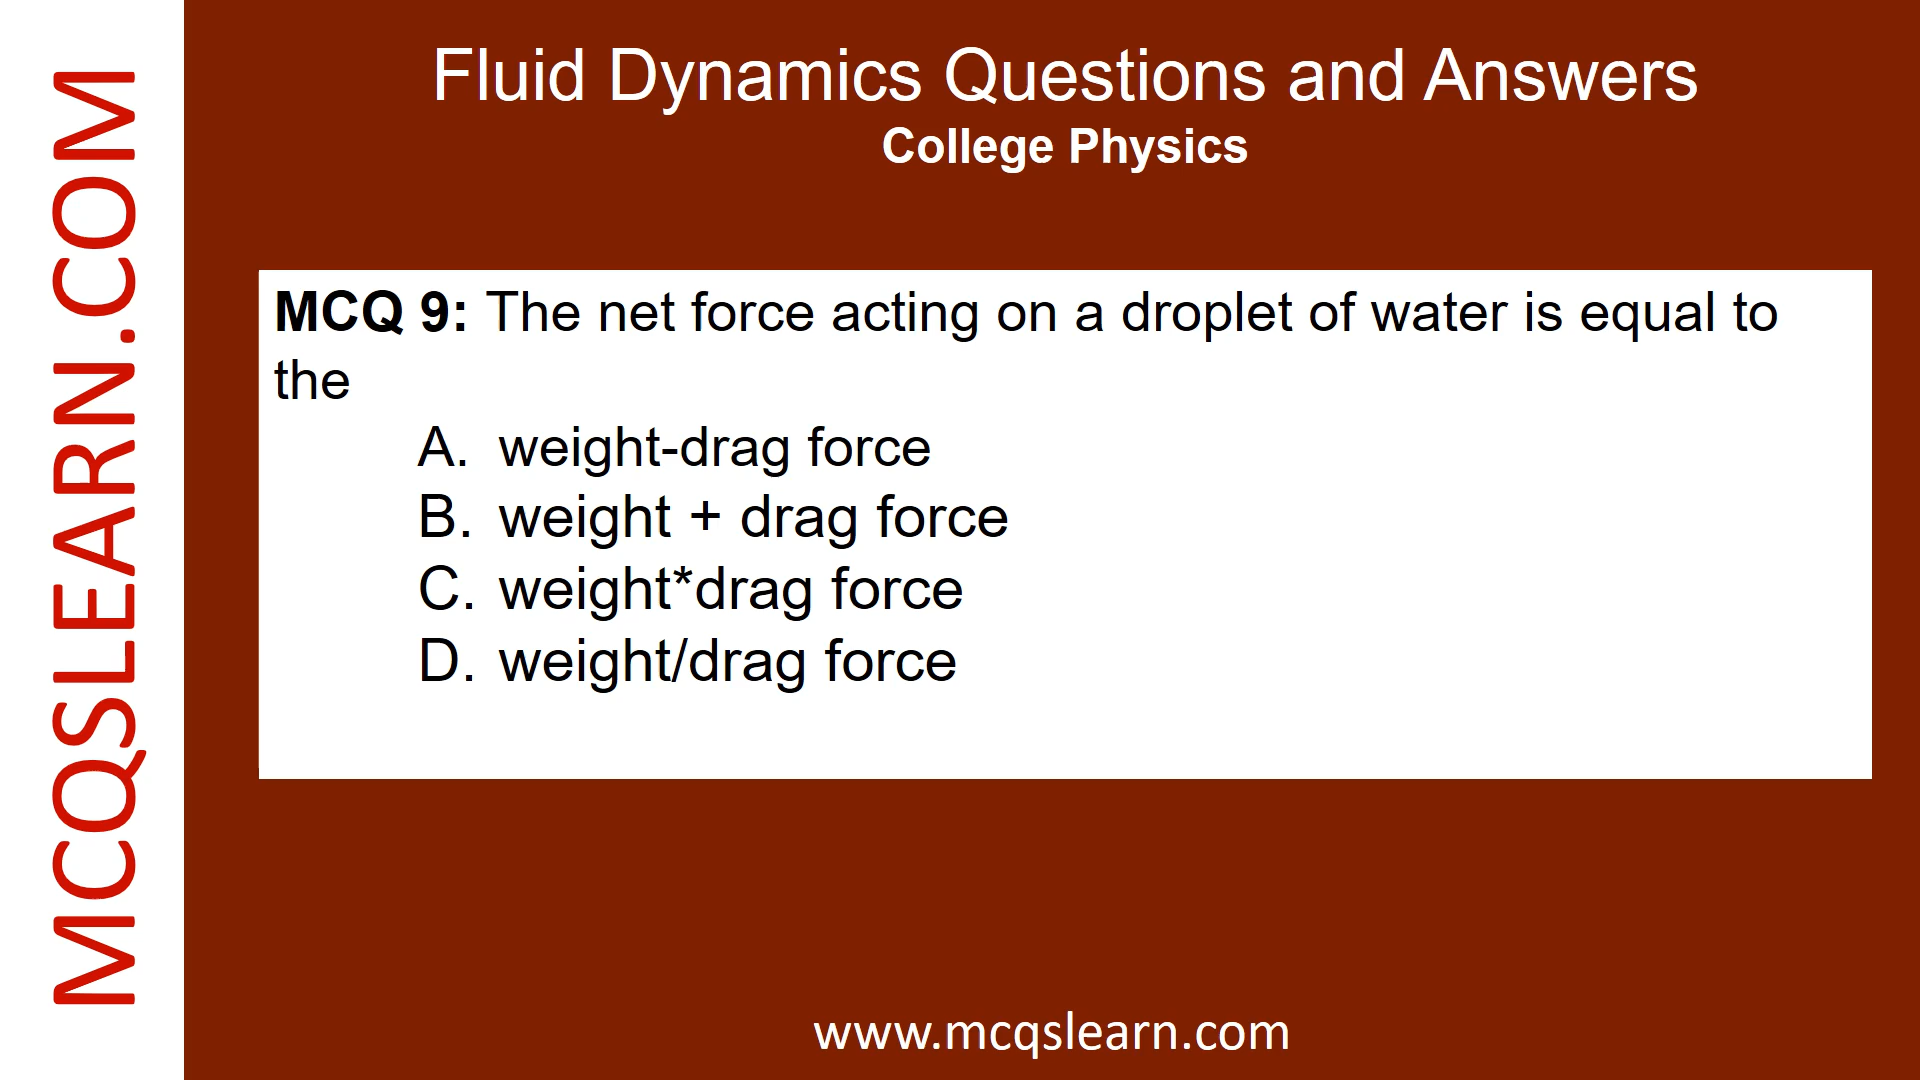 MCQSLEARN.COM
Fluid Dynamics Questions and Answers
College Physics
MCQ 9: The net force acting on a droplet of water is equal to
the
A. weight-drag force
B. weight + drag force
C. weight*drag force
D. weight/drag force
www.mcqslearn.com